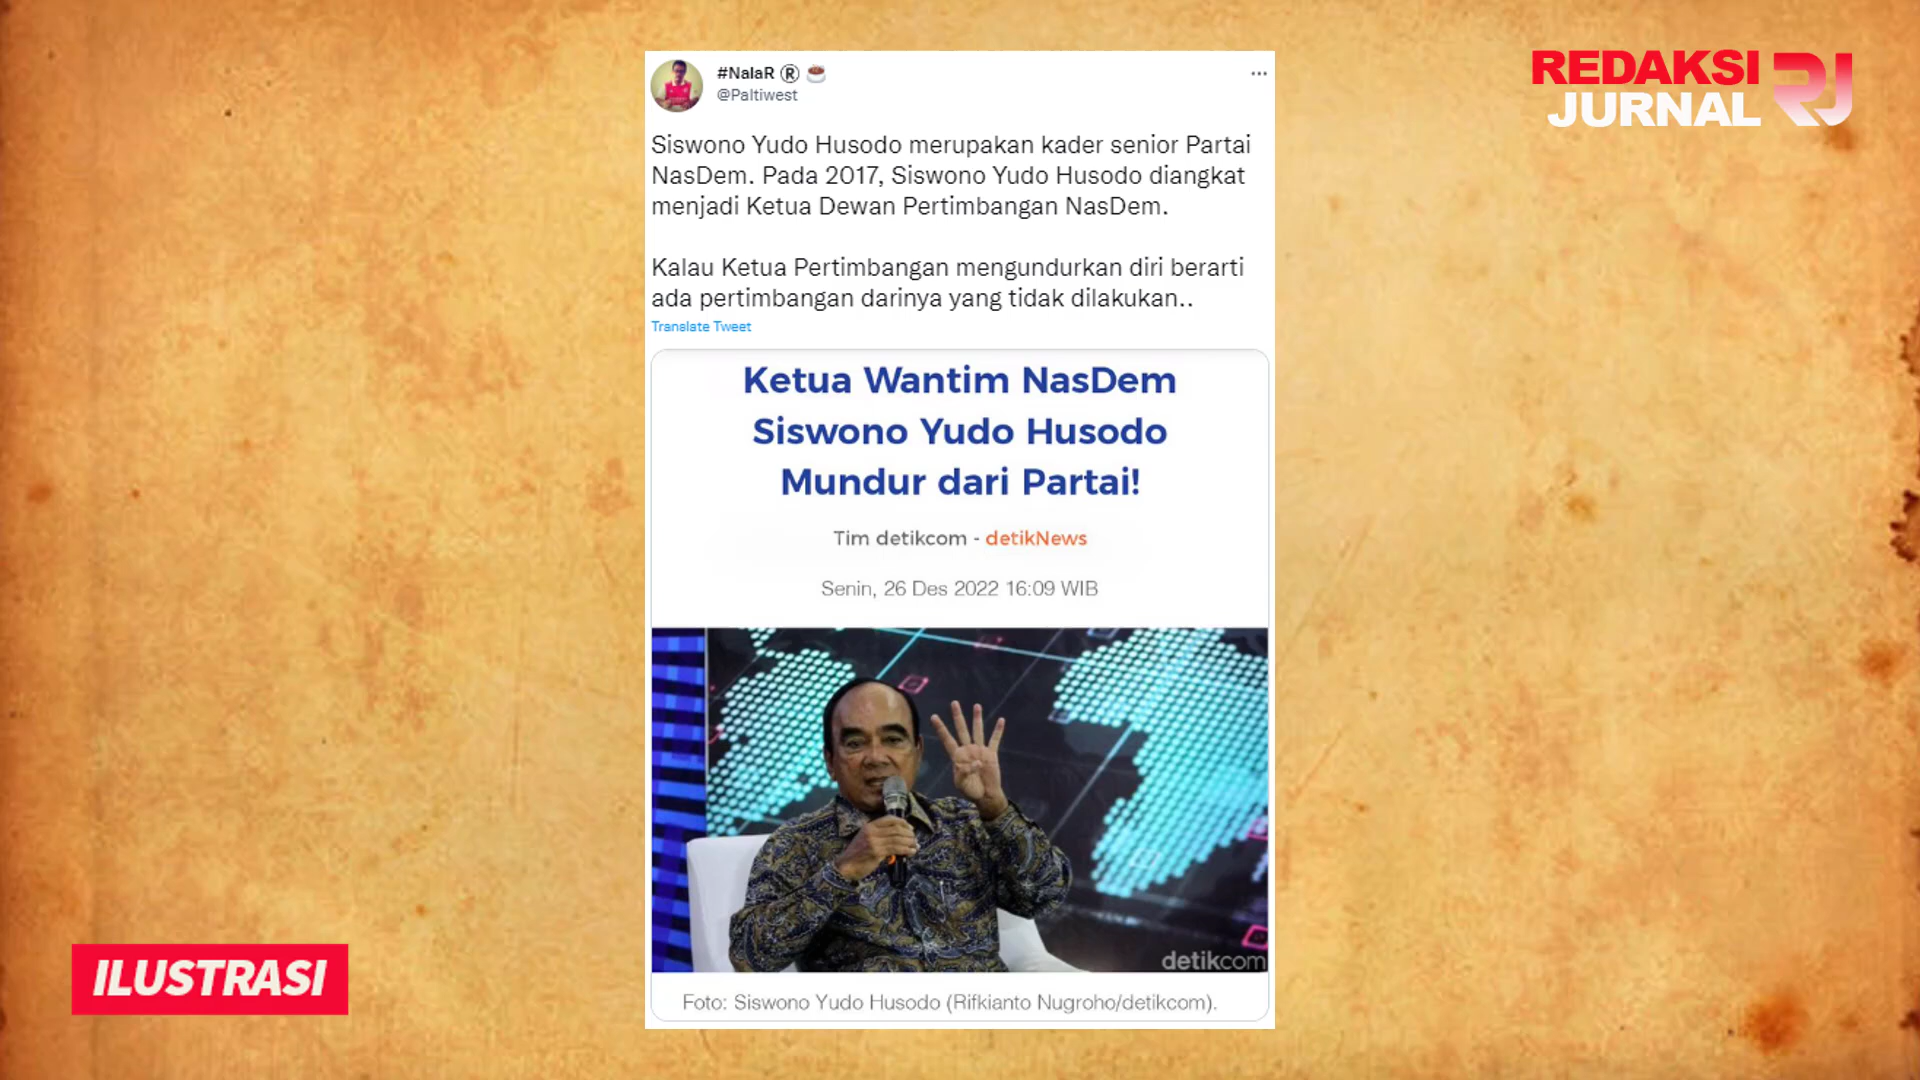 #NalaR ® ☕
@Paltiwest
REDAKSI
JURNAL RJ
Siswono Yudo Husodo merupakan kader senior Partai
NasDem. Pada 2017, Siswono Yudo Husodo diangkat
menjadi Ketua Dewan Pertimbangan NasDem.
Kalau Ketua Pertimbangan mengundurkan diri berarti
ada pertimbangan darinya yang tidak dilakukan..
Translate Tweet
Ketua Wantim NasDem
Siswono Yudo Husodo
Mundur dari Partai!
Tim detikcom - detikNews
Senin, 26 Des 2022 16:09 WIB
detikcom
Foto: Siswono Yudo Husodo (Rifkianto Nugroho/detikcom).
ILUSTRASI